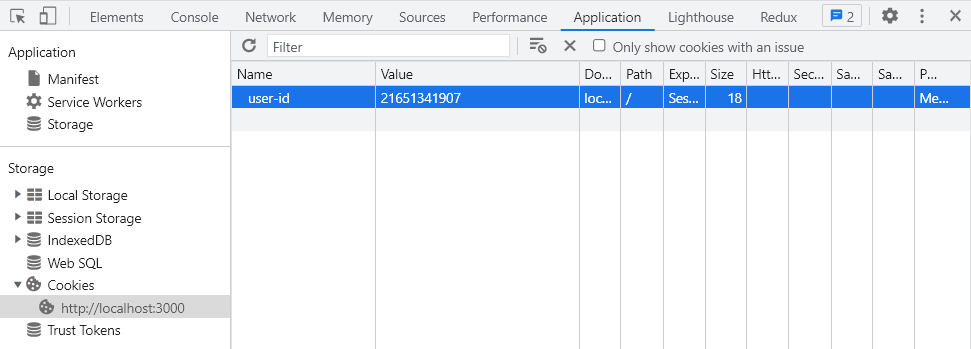 Elements Console Network Memory Sources Performance Application Lighthouse Redux 2
Application
Manifest
Service Workers
Storage
Storage
Local Storage
Session Storage
IndexedDB
Web SQL
Cookies
http://localhost:3000
Trust Tokens
Filter Only show cookies with an issue
Name Value Do... Path Exp... Size Htt... Sec... Sa... Sa... P...
user-id 21651341907 loc... / Ses... 18 Me...